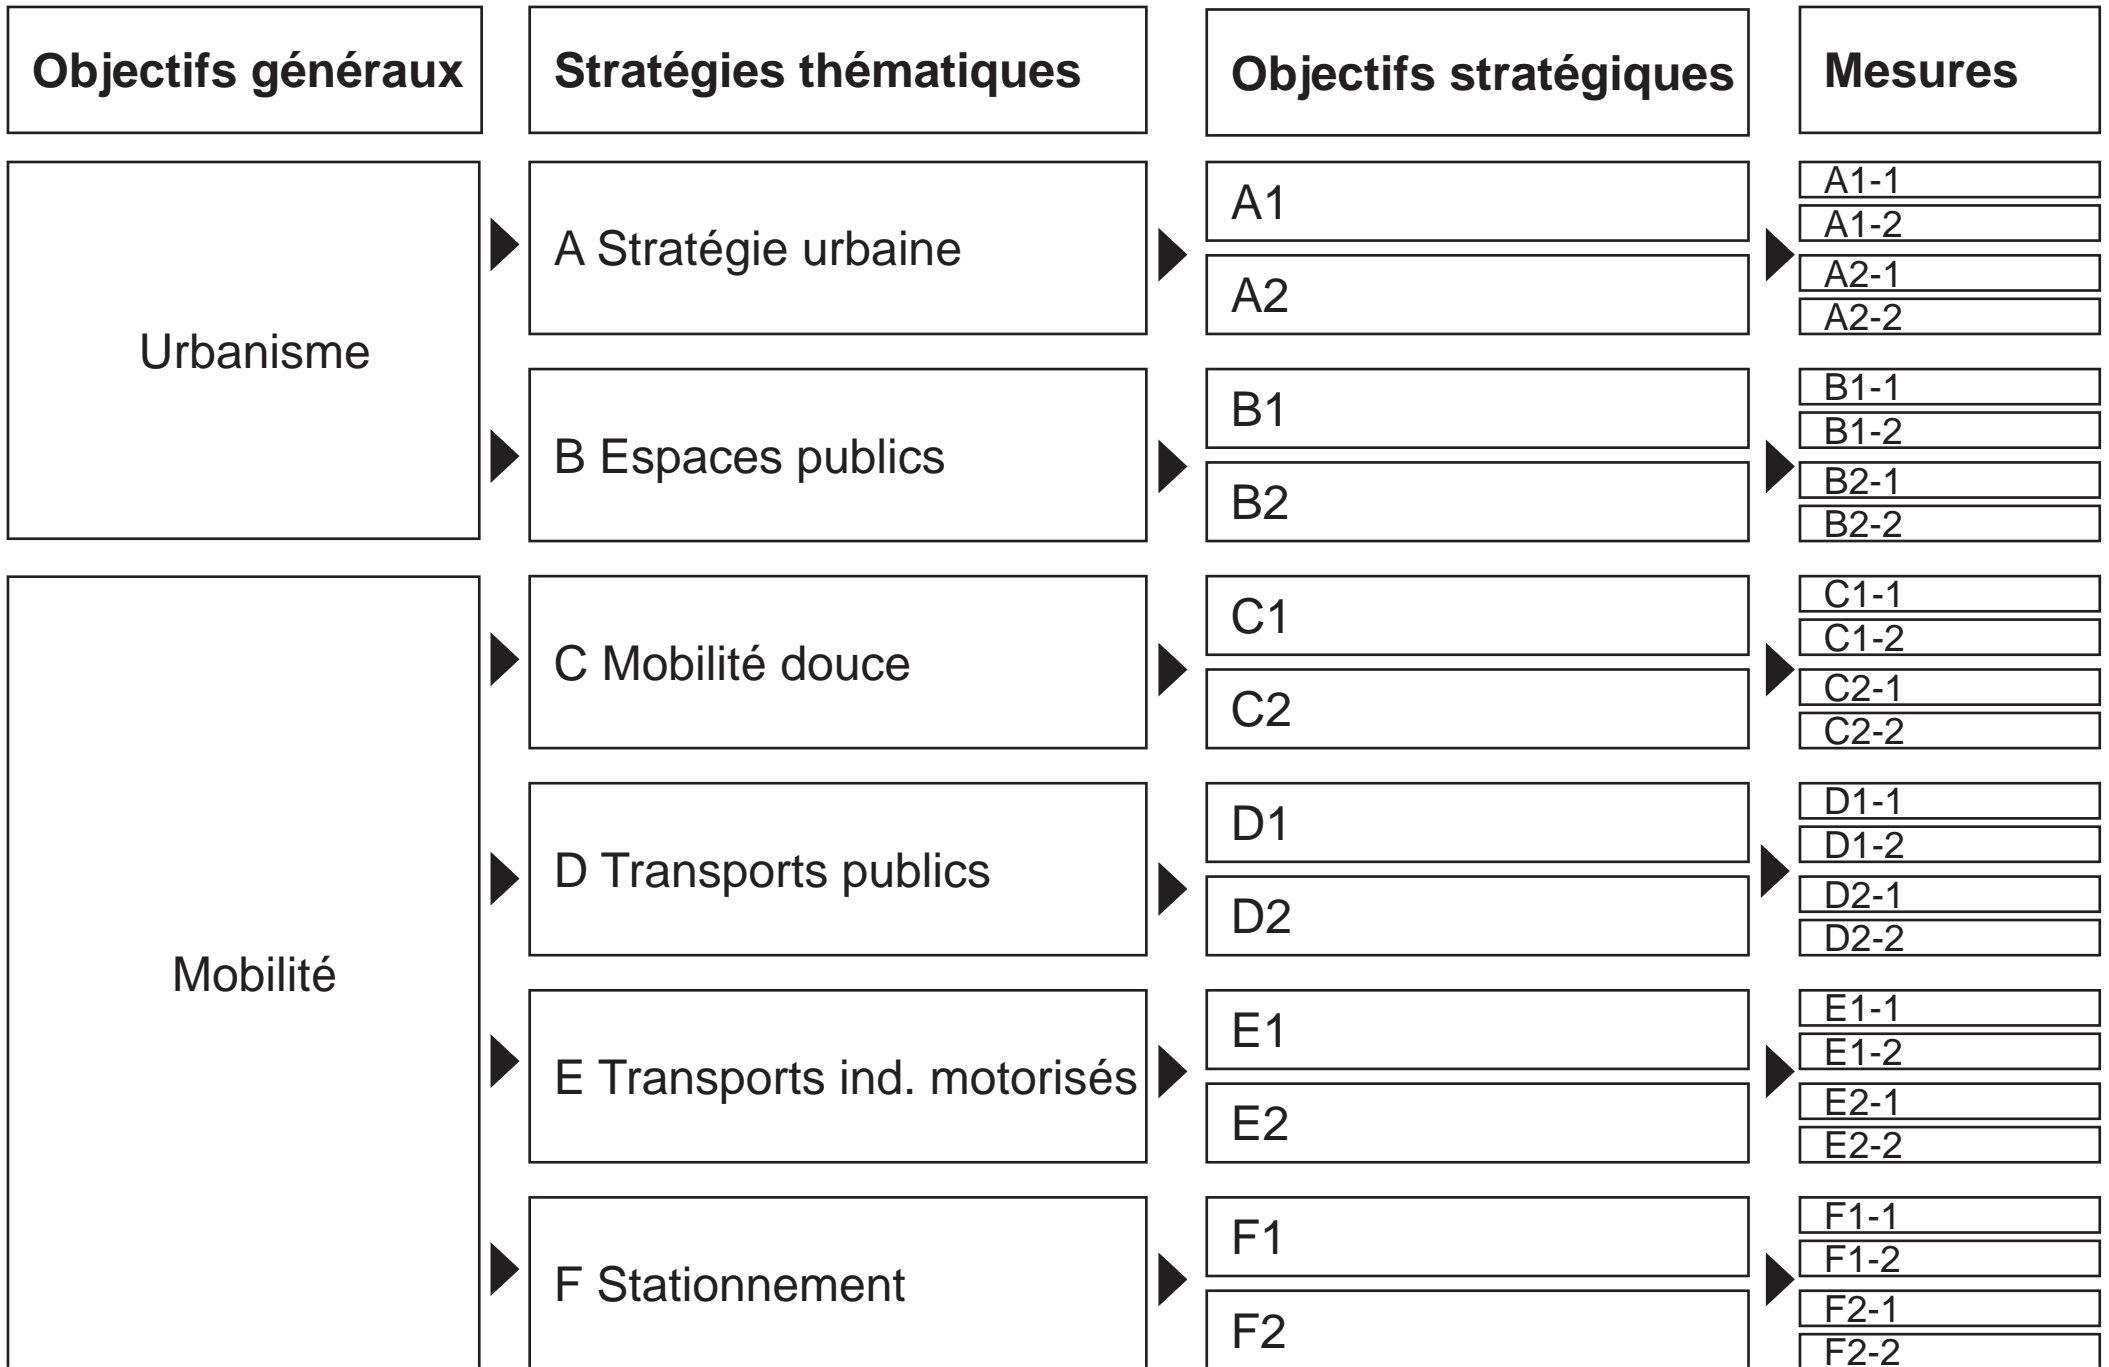 Objectifs généraux
Stratégies thématiques
Objectifs stratégiques
Mesures
Urbanisme
A Stratégie urbaine
A1
A2
A1-1
A1-2
A2-1
A2-2
B Espaces publics
B1
B2
B1-1
B1-2
B2-1
B2-2
Mobilité
C Mobilité douce
C1
C2
C1-1
C1-2
C2-1
C2-2
D Transports publics
D1
D2
D1-1
D1-2
D2-1
D2-2
E Transports ind. motorisés
E1
E2
E1-1
E1-2
E2-1
E2-2
F Stationnement
F1
F2
F1-1
F1-2
F2-1
F2-2